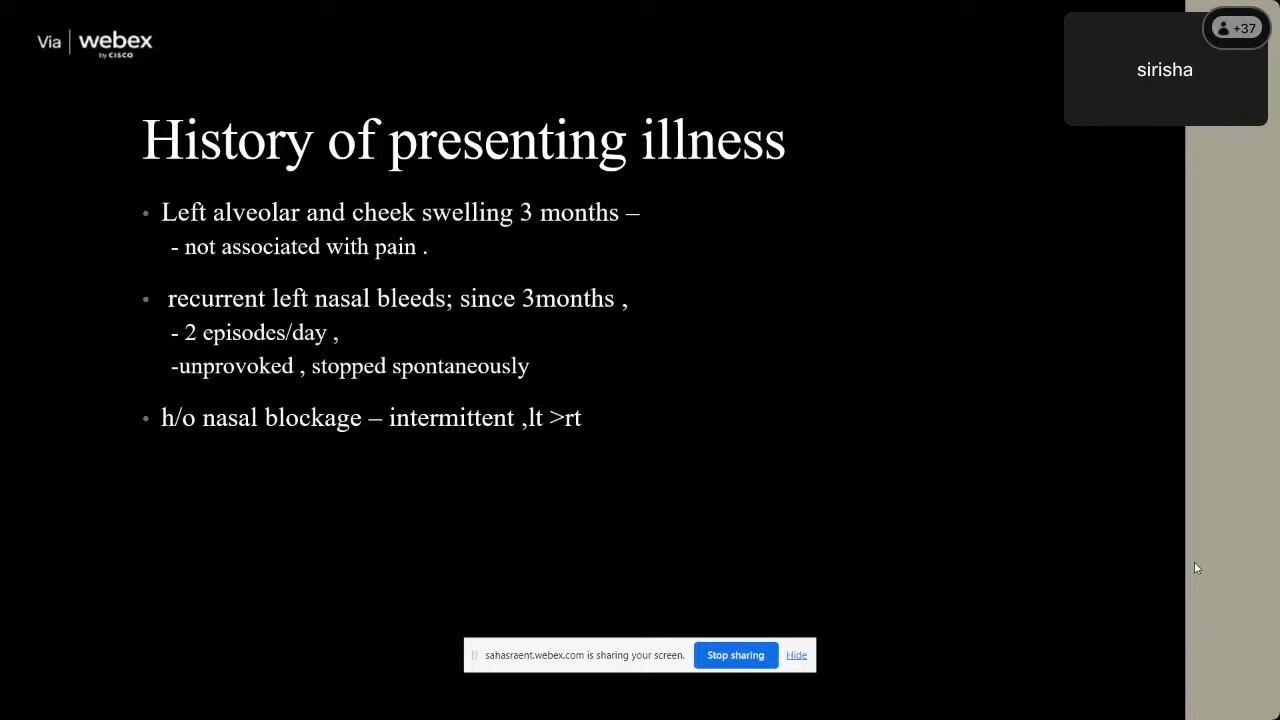 Via webex
by CISCO
+37
sirisha
History of presenting illness
• Left alveolar and cheek swelling 3 months –
- not associated with pain .
• recurrent left nasal bleeds; since 3months ,
- 2 episodes/day ,
-unprovoked , stopped spontaneously
• h/o nasal blockage – intermittent ,lt >rt
sahasraent.webex.com is sharing your screen. Stop sharing Hide